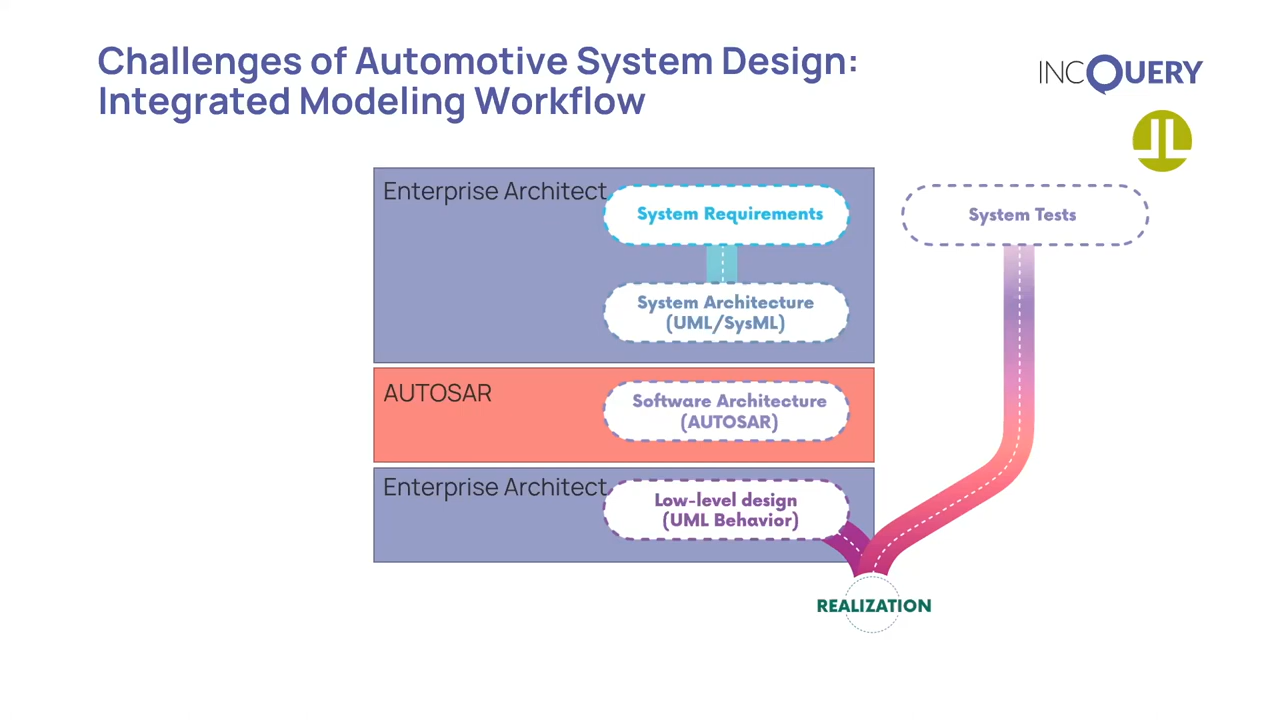 Challenges of Automotive System Design:
Integrated Modeling Workflow
INCQUERY
Enterprise Architect
System Requirements
System Tests
System Architecture
(UML/SysML)
AUTOSAR
Software Architecture
(AUTOSAR)
Enterprise Architect
Low-level design
(UML Behavior)
REALIZATION